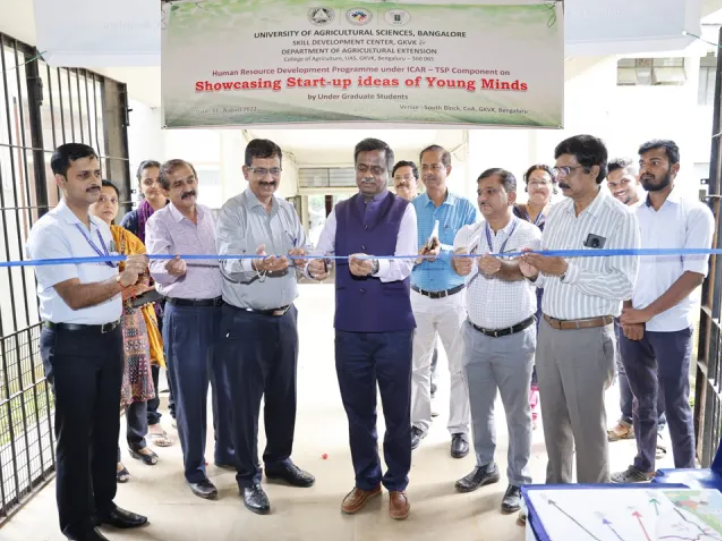 UNIVERSITY OF AGRICULTURAL SCIENCES, BANGALORE
SKILL DEVELOPMENT CENTER, GKVK &
DEPARTMENT OF AGRICULTURAL EXTENSION
College of Agriculture, UAS, GKVK, Bengaluru – 560 065
Human Resource Development Programme under ICAR – TSP Component on
Showcasing Start-up ideas of Young Minds
by Under Graduate Students
August Venue : South Block, CoA, GKVK, Bengaluru